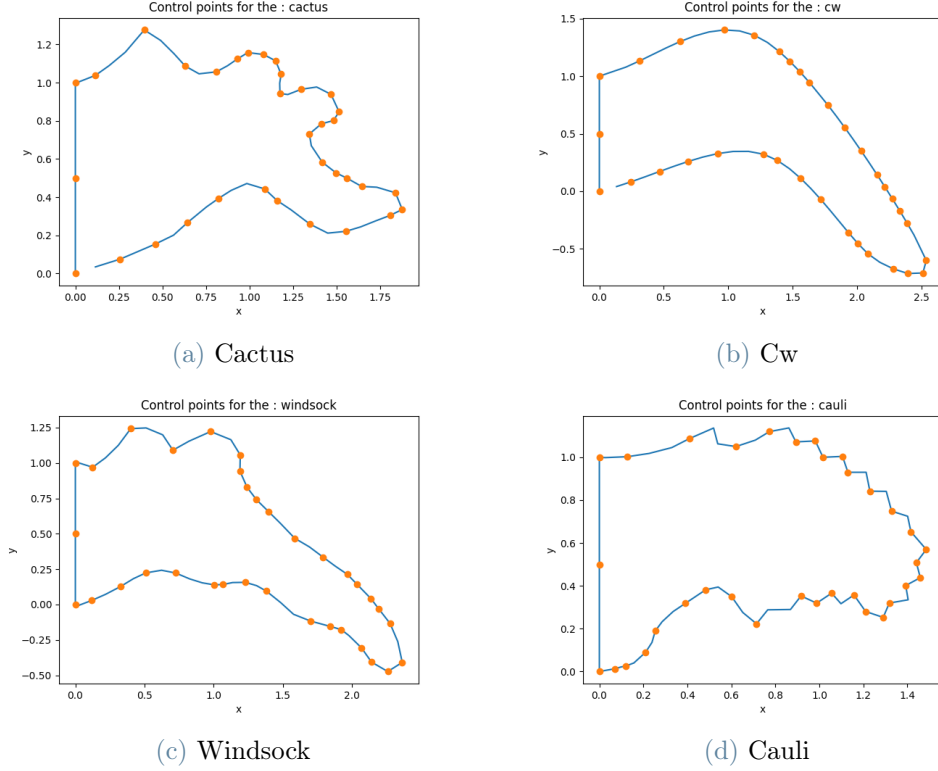 Control points for the : cactus
1.2
1.0
0.8
0.6
0.4
0.2
0.0
y
0.00 0.25 0.50 0.75 1.00 1.25 1.50 1.75
x
(a) Cactus
Control points for the : cw
1.5
1.0
0.5
0.0
−0.5
y
0.0 0.5 1.0 1.5 2.0 2.5
x
(b) Cw
Control points for the : windsock
1.25
1.00
0.75
0.50
0.25
0.00
−0.25
−0.50
y
0.0 0.5 1.0 1.5 2.0
x
(c) Windsock
Control points for the : cauli
1.0
0.8
0.6
0.4
0.2
0.0
y
0.0 0.2 0.4 0.6 0.8 1.0 1.2 1.4
x
(d) Cauli